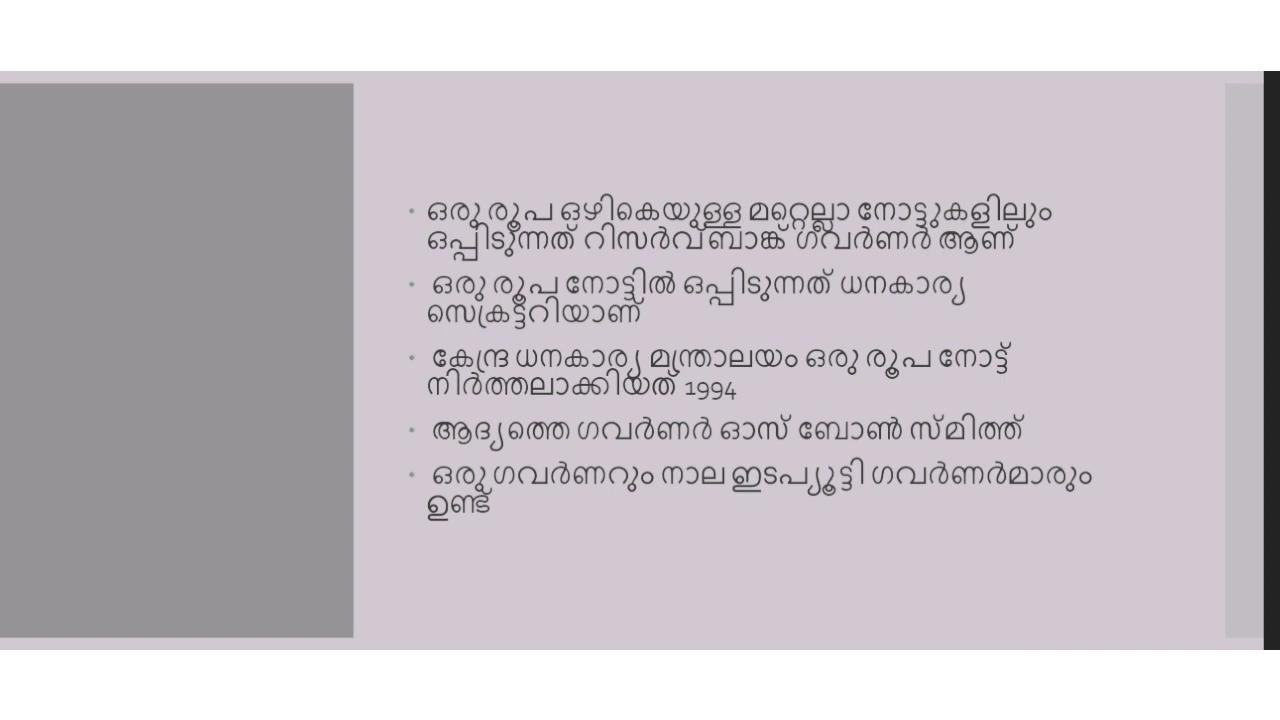 • ഒരു രൂപ ഒഴികെയുള്ള മറ്റെല്ലാ നോട്ടുകളിലും
ഒപ്പിടുന്നത് റിസർവ് ബാങ്ക് ഗവർണർ ആണ്
• ഒരു രൂപ നോട്ടിൽ ഒപ്പിടുന്നത് ധനകാര്യ
സെക്രട്ടറിയാണ്
• കേന്ദ്ര ധനകാര്യ മന്ത്രാലയം ഒരു രൂപ നോട്ട്
നിർത്തലാക്കിയത് 1994
• ആദ്യത്തെ ഗവർണർ ഓസ് ബോൺ സ്മിത്ത്
• ഒരു ഗവർണറും നാല ഇടപ്യൂട്ടി ഗവർണർമാരും
ഉണ്ട്